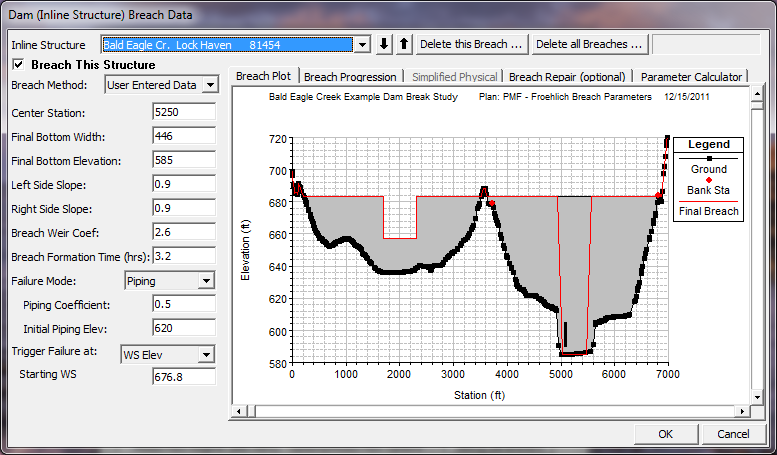 Dam (Inline Structure) Breach Data
Inline Structure Bald Eagle Cr. Lock Haven 81454 Delete this Breach ... Delete all Breaches ...
Breach This Structure
Breach Method: User Entered Data
Center Station: 5250
Final Bottom Width: 446
Final Bottom Elevation: 585
Left Side Slope: 0.9
Right Side Slope: 0.9
Breach Weir Coef: 2.6
Breach Formation Time (hrs): 3.2
Failure Mode: Piping
Piping Coefficient: 0.5
Initial Piping Elev: 620
Trigger Failure at: WS Elev
Starting WS 676.8
Breach Plot Breach Progression Simplified Physical Breach Repair (optional) Parameter Calculator
Bald Eagle Creek Example Dam Break Study Plan: PMF - Froehlich Breach Parameters 12/15/2011
720
700
680
660
640
620
600
580
Elevation (ft)
0 1000 2000 3000 4000 5000 6000 7000
Station (ft)
Legend
Ground
Bank Sta
Final Breach
OK Cancel